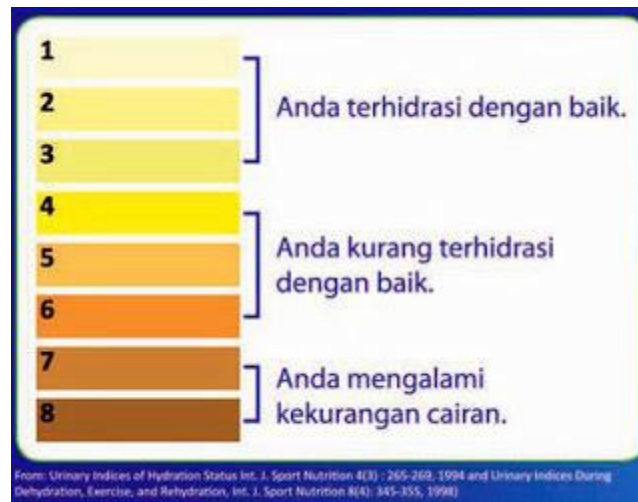 1
2
Anda terhidrasi dengan baik.
3
4
5
Anda kurang terhidrasi
dengan baik.
6
7
Anda mengalami
kekurangan cairan.
8
From: Urinary Indices of Hydration Status Int. J. Sport Nutrition 4(3) : 265-269, 1994 and Urinary Indices During
Dehydration, Exercise, and Rehydration, Int. J. Sport Nutrition 8(4): 345-355, 1998)